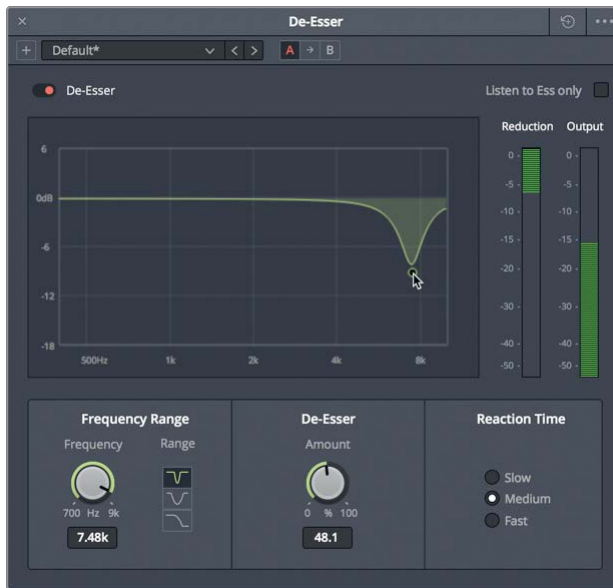 De-Esser
Default*
A B
De-Esser
Listen to Ess only
Reduction Output
6
0dB
-6
-12
-18
500Hz 1k 2k 4k 8k
0 -
-5 -
-10 -
-15 -
-20 -
-30 -
-40 -
-50 -
0 -
-5 -
-10 -
-15 -
-20 -
-30 -
-40 -
-50 -
Frequency Range
Frequency Range
700 Hz 9k
7.48k
De-Esser
Amount
0 % 100
48.1
Reaction Time
Slow
Medium
Fast